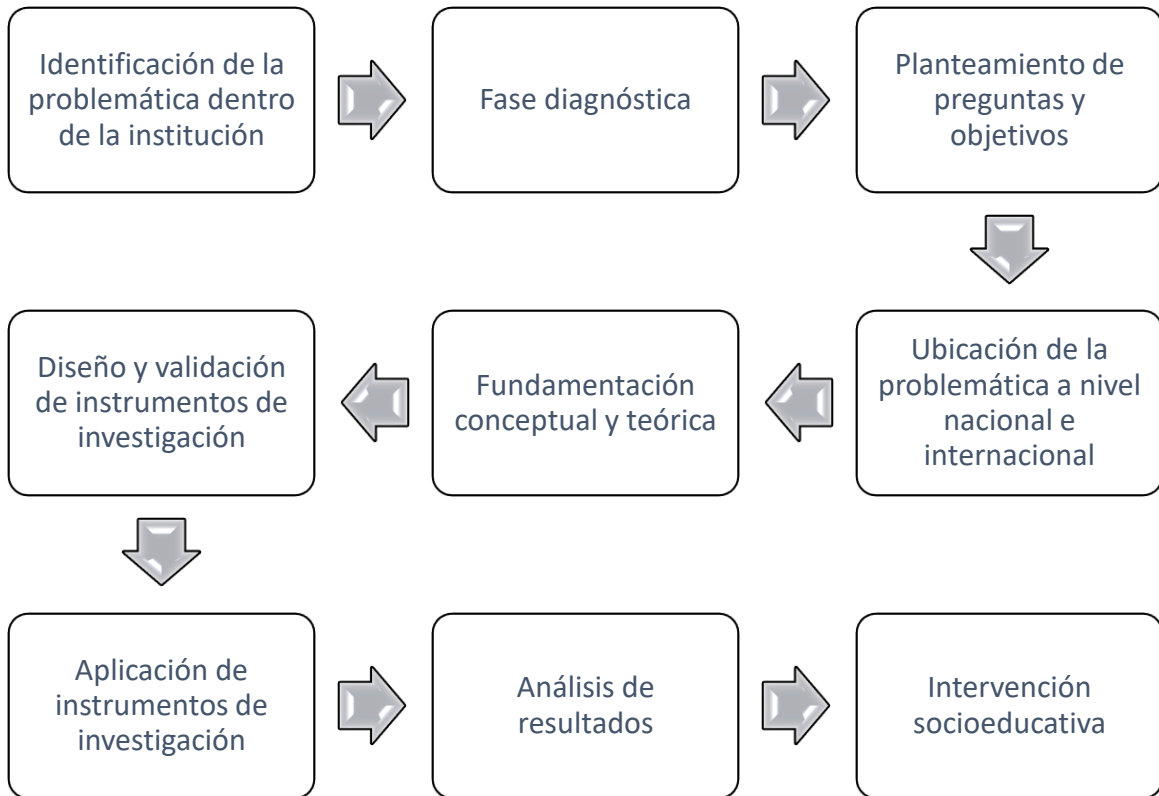 Identificación de la
problemática dentro
de la institución
Fase diagnóstica
Planteamiento de
preguntas y
objetivos
Ubicación de la
problemática a nivel
nacional e
internacional
Fundamentación
conceptual y teórica
Diseño y validación
de instrumentos de
investigación
Aplicación de
instrumentos de
investigación
Análisis de
resultados
Intervención
socioeducativa